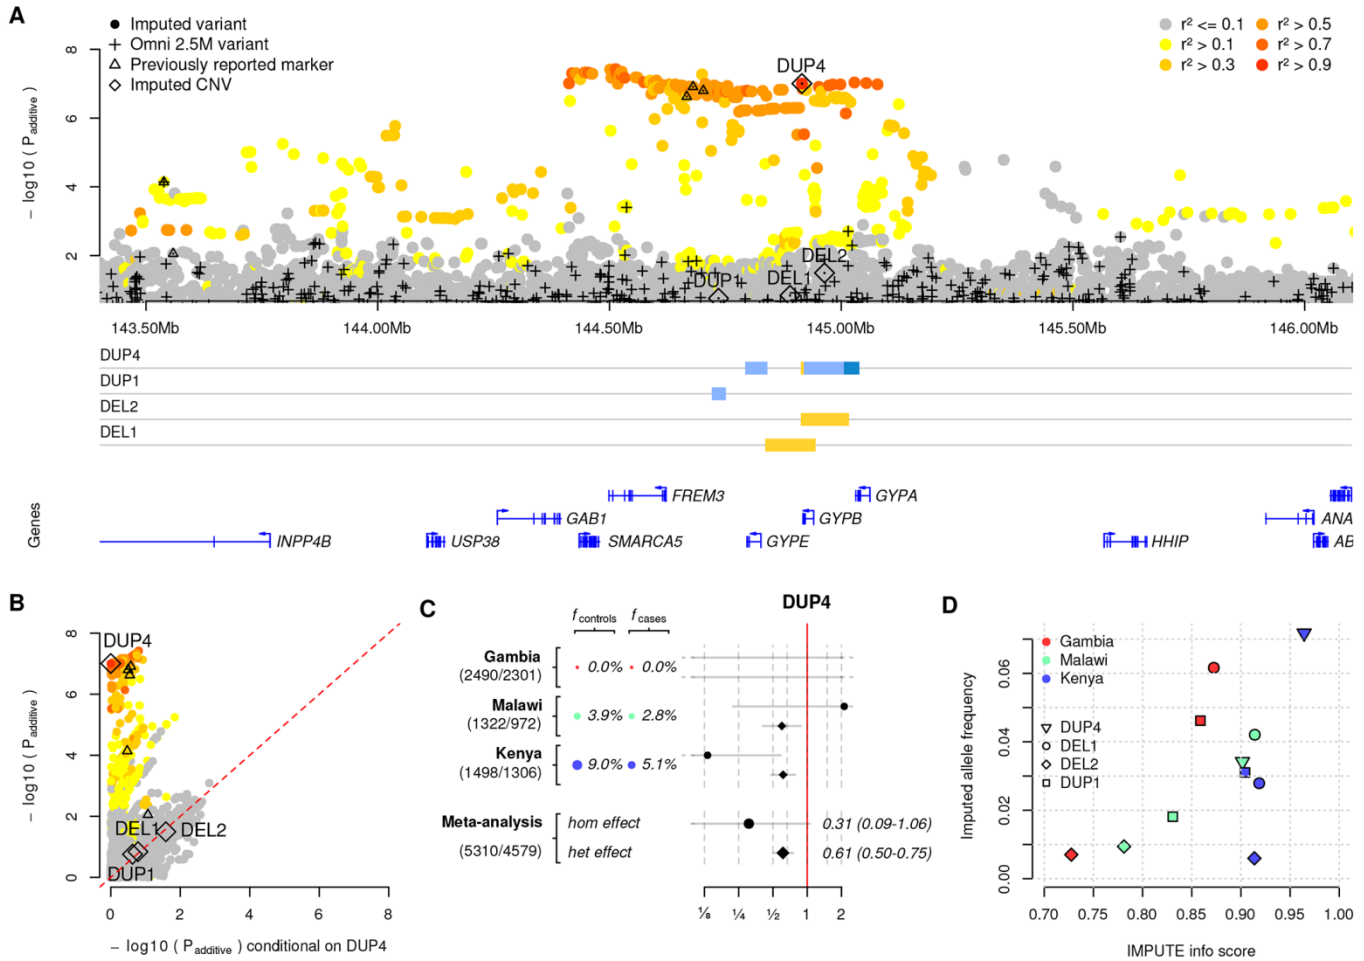 A
Imputed variant
Omni 2.5M variant
Previously reported marker
Imputed CNV
r² <= 0.1
r² > 0.1
r² > 0.3
r² > 0.5
r² > 0.7
r² > 0.9
− log10 ( P additive )
8
6
4
2
DUP4
DUP1
DEL1
DEL2
143.50Mb 144.00Mb 144.50Mb 145.00Mb 145.50Mb 146.00Mb
DUP4
DUP1
DEL2
DEL1
Genes
FREM3 GYPA
GAB1 GYPB ANA
INPP4B USP38 SMARCA5 GYPE HHIP AB
B
− log10 ( P additive )
8
6
4
2
0
DUP4
DEL1 DEL2
DUP1
0 2 4 6 8
− log10 ( P additive ) conditional on DUP4
C
DUP4
f controls f cases
Gambia
(2490/2301)
0.0% 0.0%
Malawi
(1322/972)
3.9% 2.8%
Kenya
(1498/1306)
9.0% 5.1%
Meta-analysis hom effect 0.31 (0.09-1.06)
(5310/4579) het effect 0.61 (0.50-0.75)
⅛ ¼ ½ 1 2
D
Gambia
Malawi
Kenya
DUP4
DEL1
DEL2
DUP1
Imputed allele frequency
0.06
0.04
0.02
0.00
0.70 0.75 0.80 0.85 0.90 0.95 1.00
IMPUTE info score